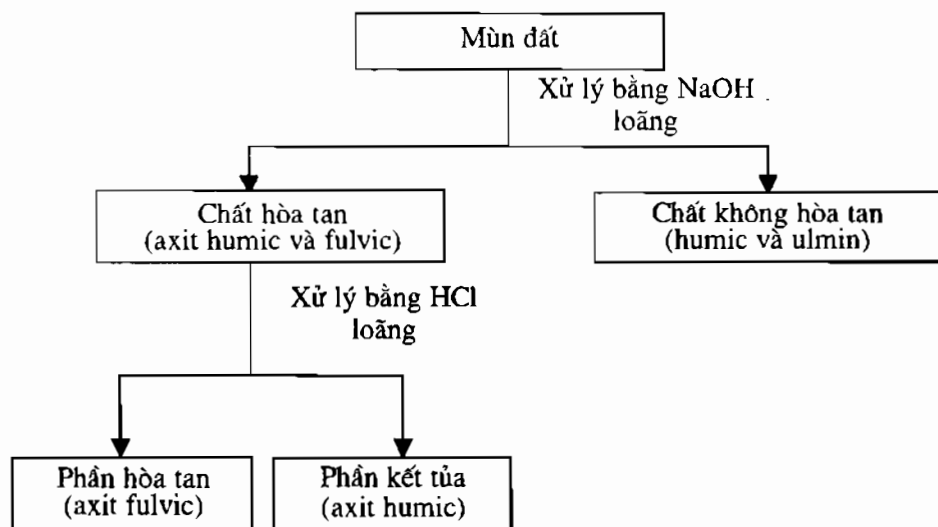 Mùn đất
Xử lý bằng NaOH
loãng
Chất hòa tan
(axit humic và fulvic)
Chất không hòa tan
(humic và ulmin)
Xử lý bằng HCl
loãng
Phần hòa tan
(axit fulvic)
Phần kết tủa
(axit humic)